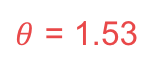 θ = 1.53